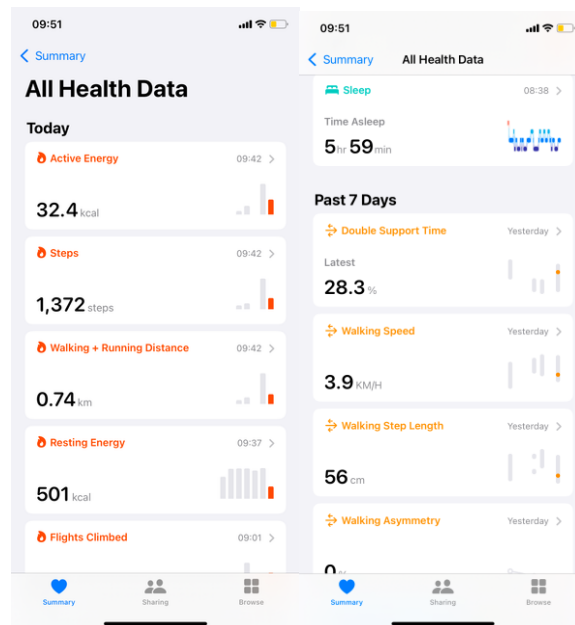 09:51
Summary
All Health Data
Today
Active Energy 09:42
32.4 kcal
Steps 09:42
1,372 steps
Walking + Running Distance 09:42
0.74 km
Resting Energy 09:37
501 kcal
Flights Climbed 09:01
Summary Sharing Browse
09:51
Summary All Health Data
Sleep 08:38
Time Asleep
5 hr 59 min
Past 7 Days
Double Support Time Yesterday
Latest
28.3 %
Walking Speed Yesterday
3.9 KM/H
Walking Step Length Yesterday
56 cm
Walking Asymmetry Yesterday
0
Summary Sharing Browse